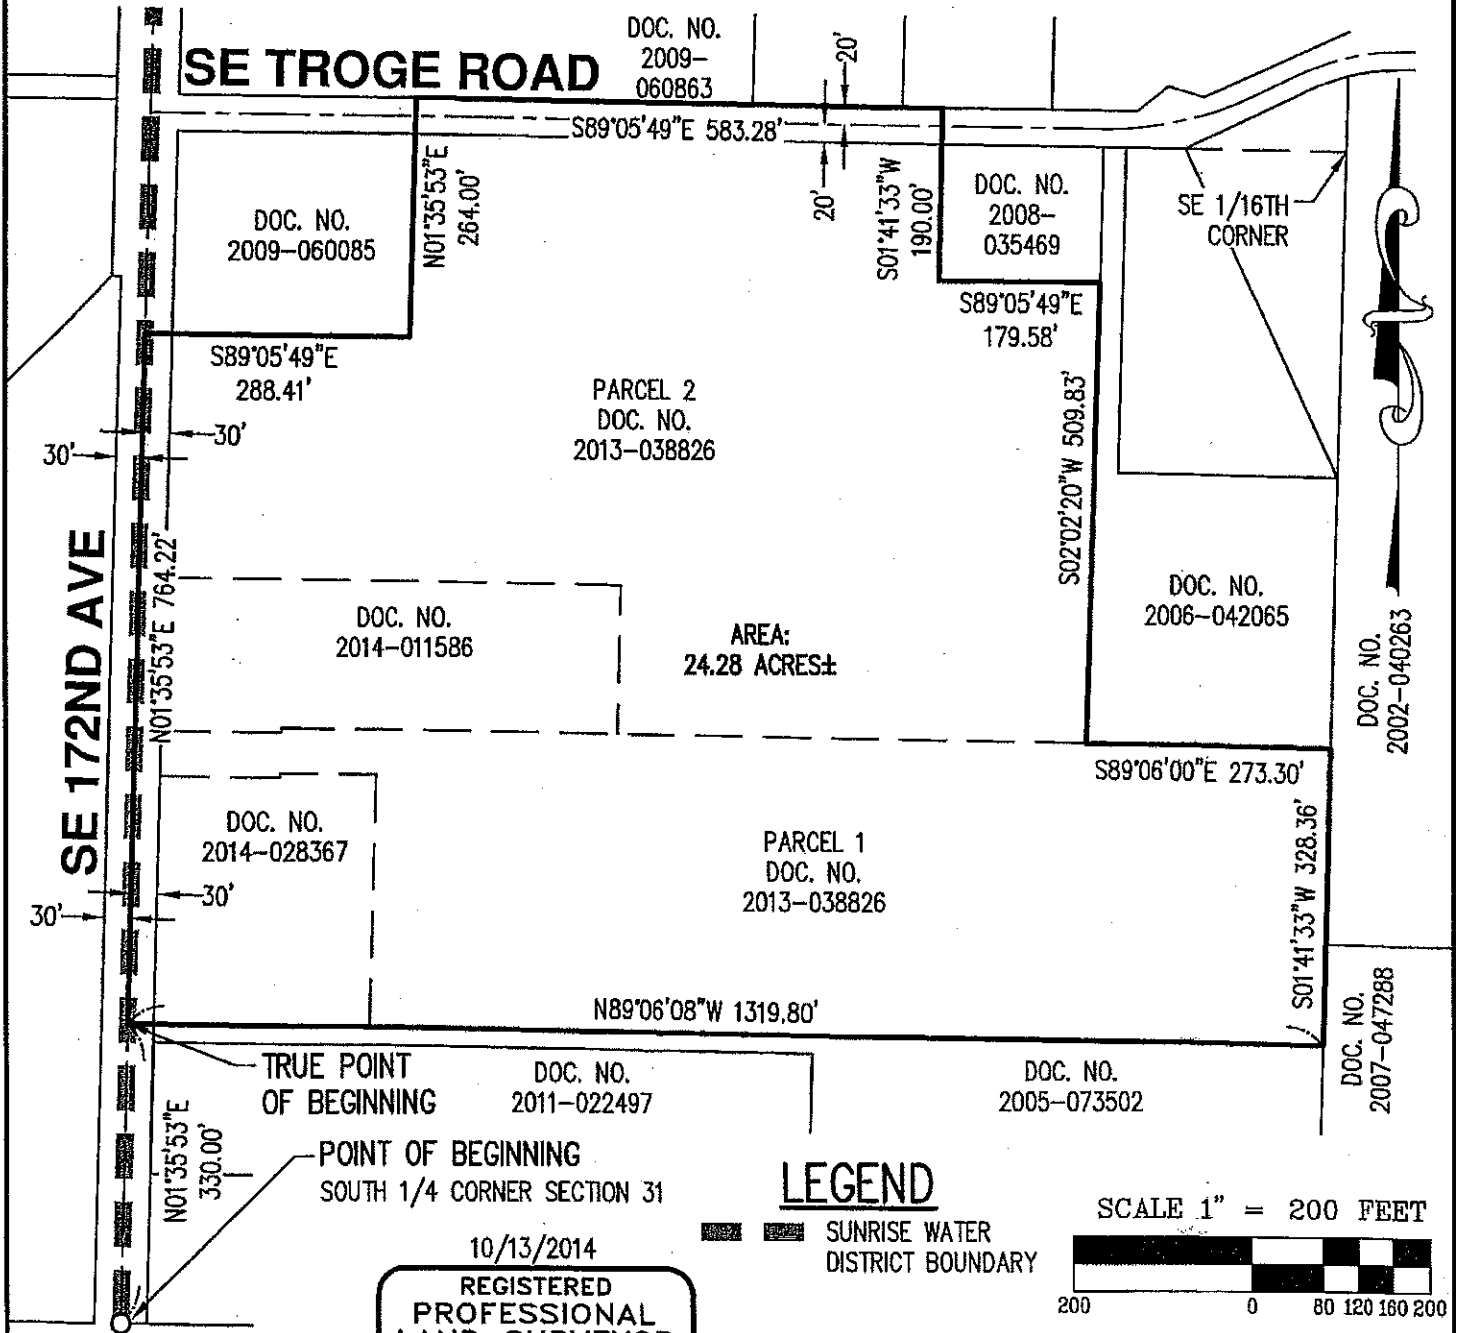 SE TROGE ROAD
DOC. NO.
2009-
060863
20'
S89°05'49"E 583.28'
20'
DOC. NO.
2009-060085
N01°35'53"E
264.00'
S01°41'33"W
190.00'
DOC. NO.
2008-
035469
SE 1/16TH
CORNER
S89°05'49"E
288.41'
S89°05'49"E
179.58'
PARCEL 2
DOC. NO.
2013-038826
30'
30'
S02°02'20"W 509.83'
SE 172ND AVE
N01°35'53"E 764.22'
DOC. NO.
2014-011586
AREA:
24.28 ACRES±
DOC. NO.
2006-042065
DOC. NO.
2002-040263
S89°06'00"E 273.30'
DOC. NO.
2014-028367
PARCEL 1
DOC. NO.
2013-038826
S01°41'33"W 328.36'
30'
30'
N89°06'08"W 1319.80'
DOC. NO.
2007-047288
TRUE POINT
OF BEGINNING
DOC. NO.
2011-022497
DOC. NO.
2005-073502
N01°35'53"E
330.00'
POINT OF BEGINNING
SOUTH 1/4 CORNER SECTION 31
LEGEND
SUNRISE WATER
DISTRICT BOUNDARY
SCALE 1" = 200 FEET
200 0 80 120 160 200
10/13/2014
REGISTERED
PROFESSIONAL
LAND SURVEYOR